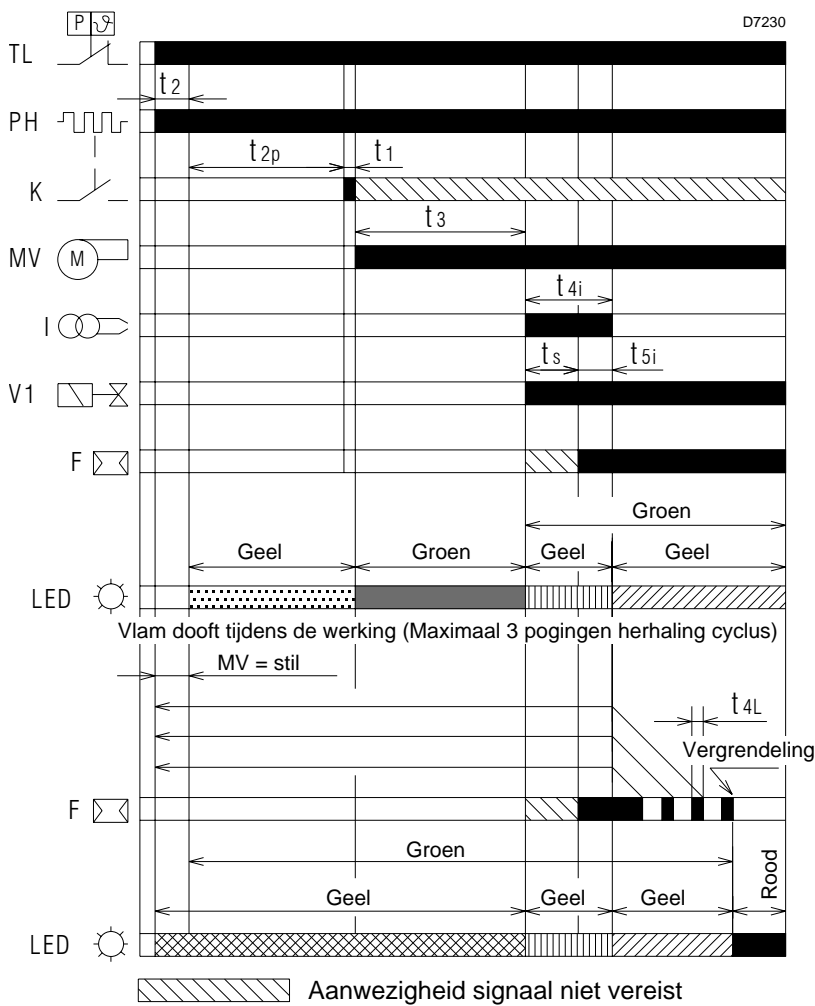 P ϑ
D7230
TL
t2
PH
t2p t1
K
t3
MV M
t4i
I
ts t5i
V1
F
Groen
Geel Groen Geel Geel
LED
Vlam dooft tijdens de werking (Maximaal 3 pogingen herhaling cyclus)
MV = stil
t4L
Vergrendeling
F
Groen
Geel Geel Geel Rood
LED
Aanwezigheid signaal niet vereist